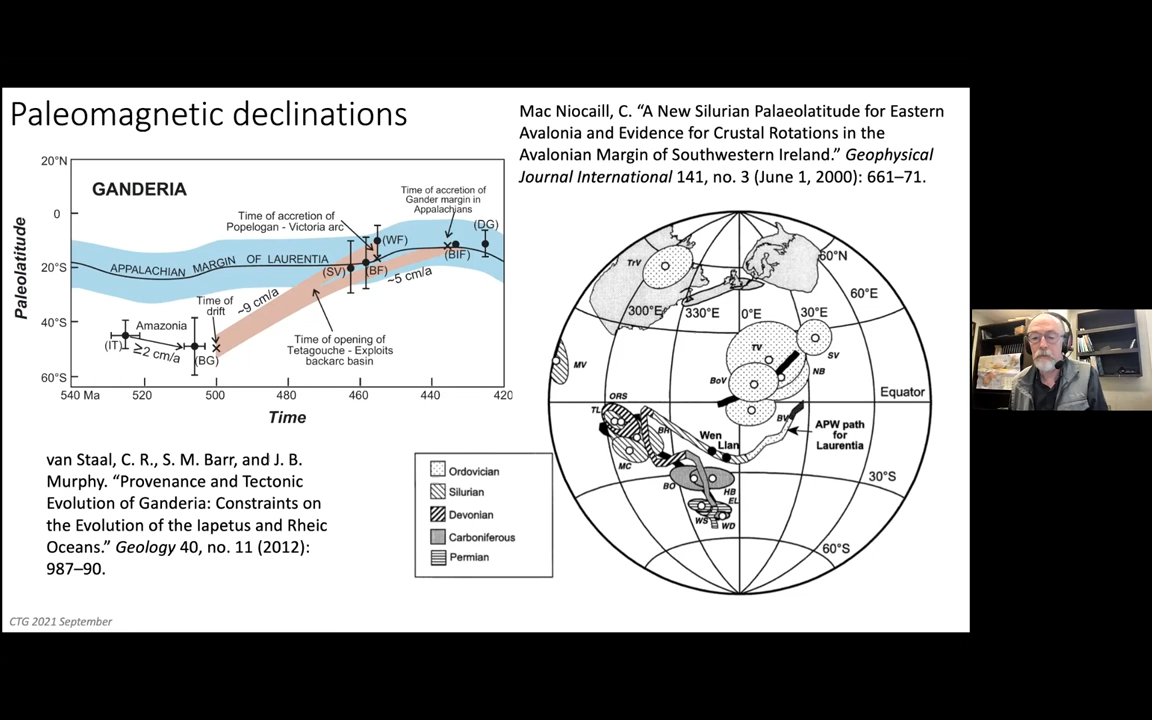 Paleomagnetic declinations
20°N
0
20°S
40°S
60°S
Paleolatitude
GANDERIA
Time of accretion of
Gander margin in
Appalachians
(DG)
Time of accretion of
Popelogan - Victoria arc
(WF)
(BIF)
APPALACHIAN MARGIN OF LAURENTIA
(SV)
(BF)
~5 cm/a
Time of
drift
~9 cm/a
Amazonia
(IT)
≥2 cm/a
(BG)
Time of opening of
Tetagouche - Exploits
backarc basin
540 Ma
520
500
480
460
440
420
Time
van Staal, C. R., S. M. Barr, and J. B.
Murphy. “Provenance and Tectonic
Evolution of Ganderia: Constraints on
the Evolution of the Iapetus and Rheic
Oceans.” Geology 40, no. 11 (2012):
987–90.
Mac Niocaill, C. “A New Silurian Palaeolatitude for Eastern
Avalonia and Evidence for Crustal Rotations in the
Avalonian Margin of Southwestern Ireland.” Geophysical
Journal International 141, no. 3 (June 1, 2000): 661–71.
TrV
60°N
60°E
300°E
330°E
0°E
30°E
TV
SV
MV
BoV
NB
Equator
ORS
TL
BR
Wen
Llan
BV
APW path
for
Laurentia
MC
30°S
BO
HB
EL
WS
WD
60°S
Ordovician
Silurian
Devonian
Carboniferous
Permian
CTG 2021 September